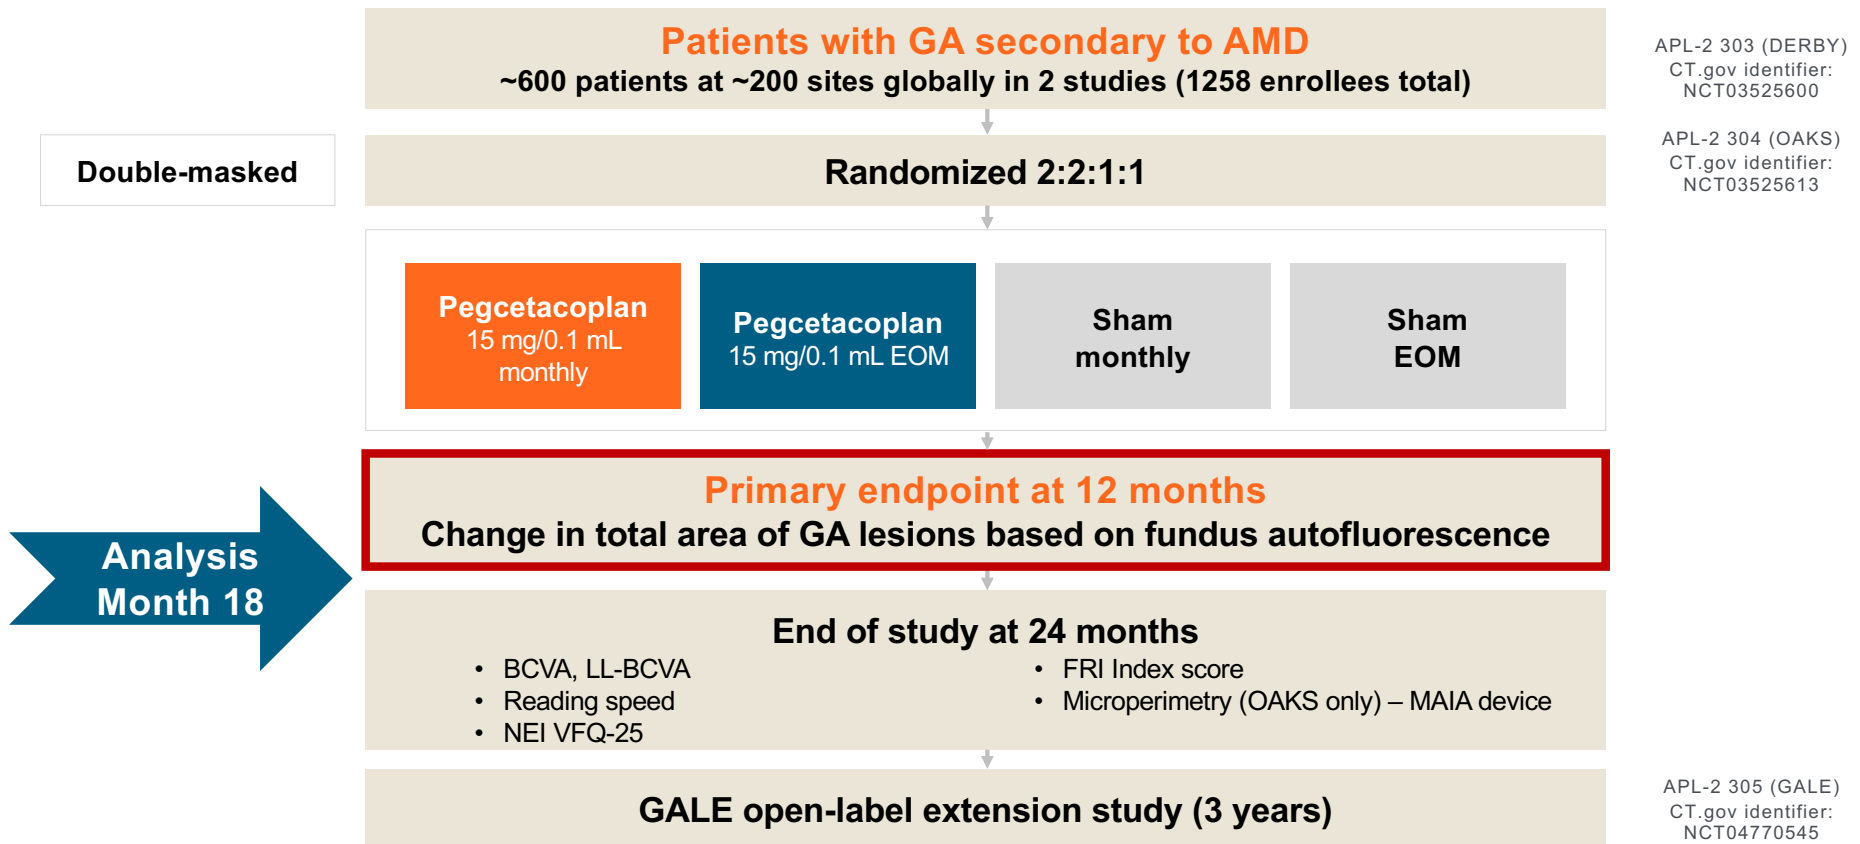 Patients with GA secondary to AMD
~600 patients at ~200 sites globally in 2 studies (1258 enrollees total)
APL-2 303 (DERBY)
CT.gov identifier:
NCT03525600
Double-masked
Randomized 2:2:1:1
APL-2 304 (OAKS)
CT.gov identifier:
NCT03525613
Pegcetacoplan
15 mg/0.1 mL
monthly
Pegcetacoplan
15 mg/0.1 mL EOM
Sham
monthly
Sham
EOM
Primary endpoint at 12 months
Change in total area of GA lesions based on fundus autofluorescence
Analysis
Month 18
End of study at 24 months
• BCVA, LL-BCVA
• Reading speed
• NEI VFQ-25
• FRI Index score
• Microperimetry (OAKS only) – MAIA device
GALE open-label extension study (3 years)
APL-2 305 (GALE)
CT.gov identifier:
NCT04770545